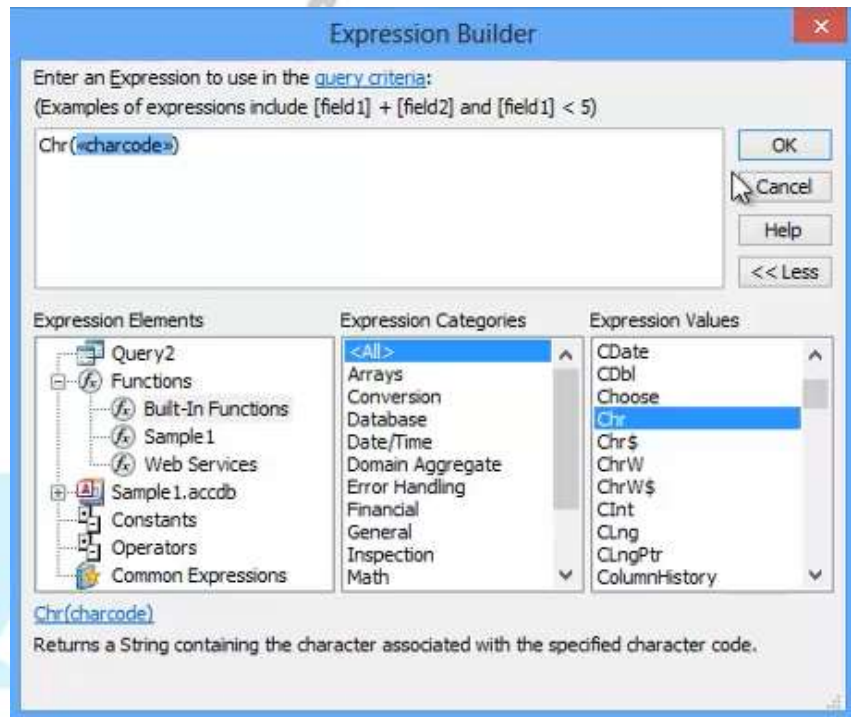 Expression Builder
Enter an Expression to use in the query criteria:
(Examples of expressions include [field1] + [field2] and [field1] < 5)
Chr(«charcode»)
OK
Cancel
Help
<< Less
Expression Elements
Query2
Functions
Built-In Functions
Sample1
Web Services
Sample1.accdb
Constants
Operators
Common Expressions
Expression Categories
<All>
Arrays
Conversion
Database
Date/Time
Domain Aggregate
Error Handling
Financial
General
Inspection
Math
Expression Values
CDate
CDbl
Choose
Chr
Chr$
ChrW
ChrW$
CInt
CLng
CLngPtr
ColumnHistory
Chr(charcode)
Returns a String containing the character associated with the specified character code.